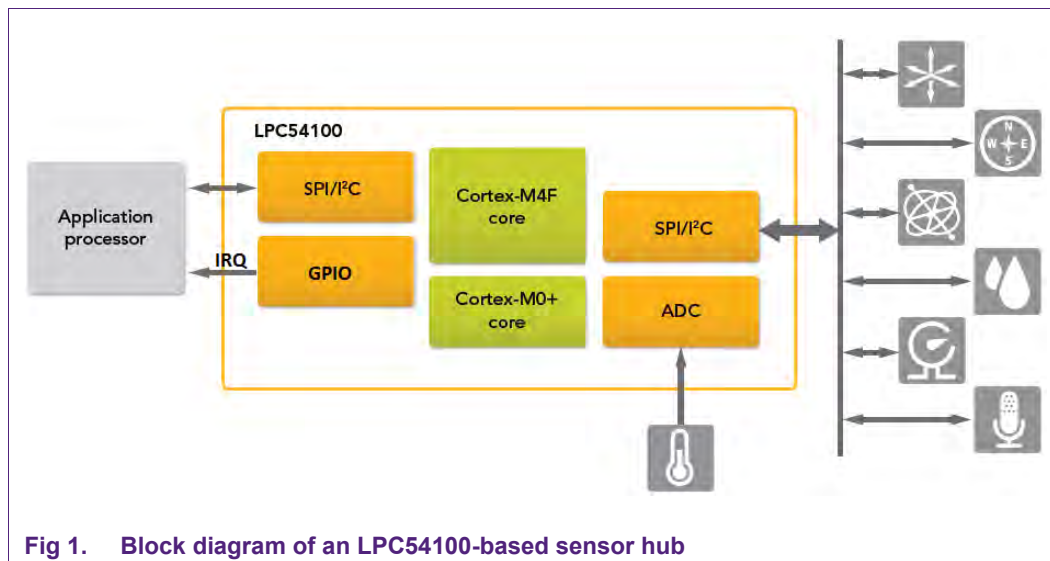 LPC54100
Application
processor
SPI/I²C
IRQ
GPIO
Cortex-M4F
core
Cortex-M0+
core
SPI/I²C
ADC
N
W
E
S
Fig 1. Block diagram of an LPC54100-based sensor hub